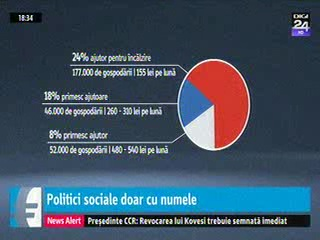 18:34
DIGI
24
HD
24% ajutor pentru încălzire
177.000 de gospodării | 155 lei pe lună
18% primesc ajutoare
46.000 de gospodării | 260 - 310 lei pe lună
8% primesc ajutor
52.000 de gospodării | 480 - 540 lei pe lună
Politici sociale doar cu numele
News Alert
Preşedinte CCR: Revocarea lui Kovesi trebuie semnată imediat